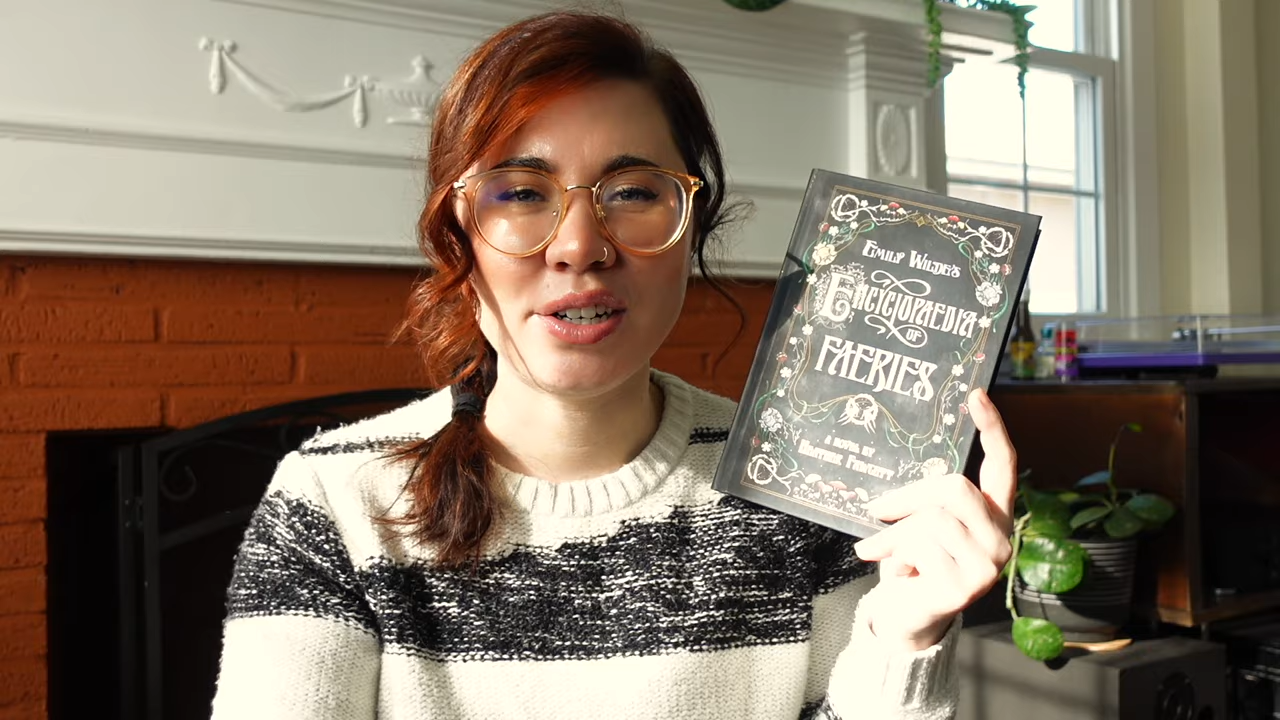 EMILY WILDE'S
ENCYCLOPAEDIA
OF
FAERIES
A NOVEL BY
HEATHER FAWCETT